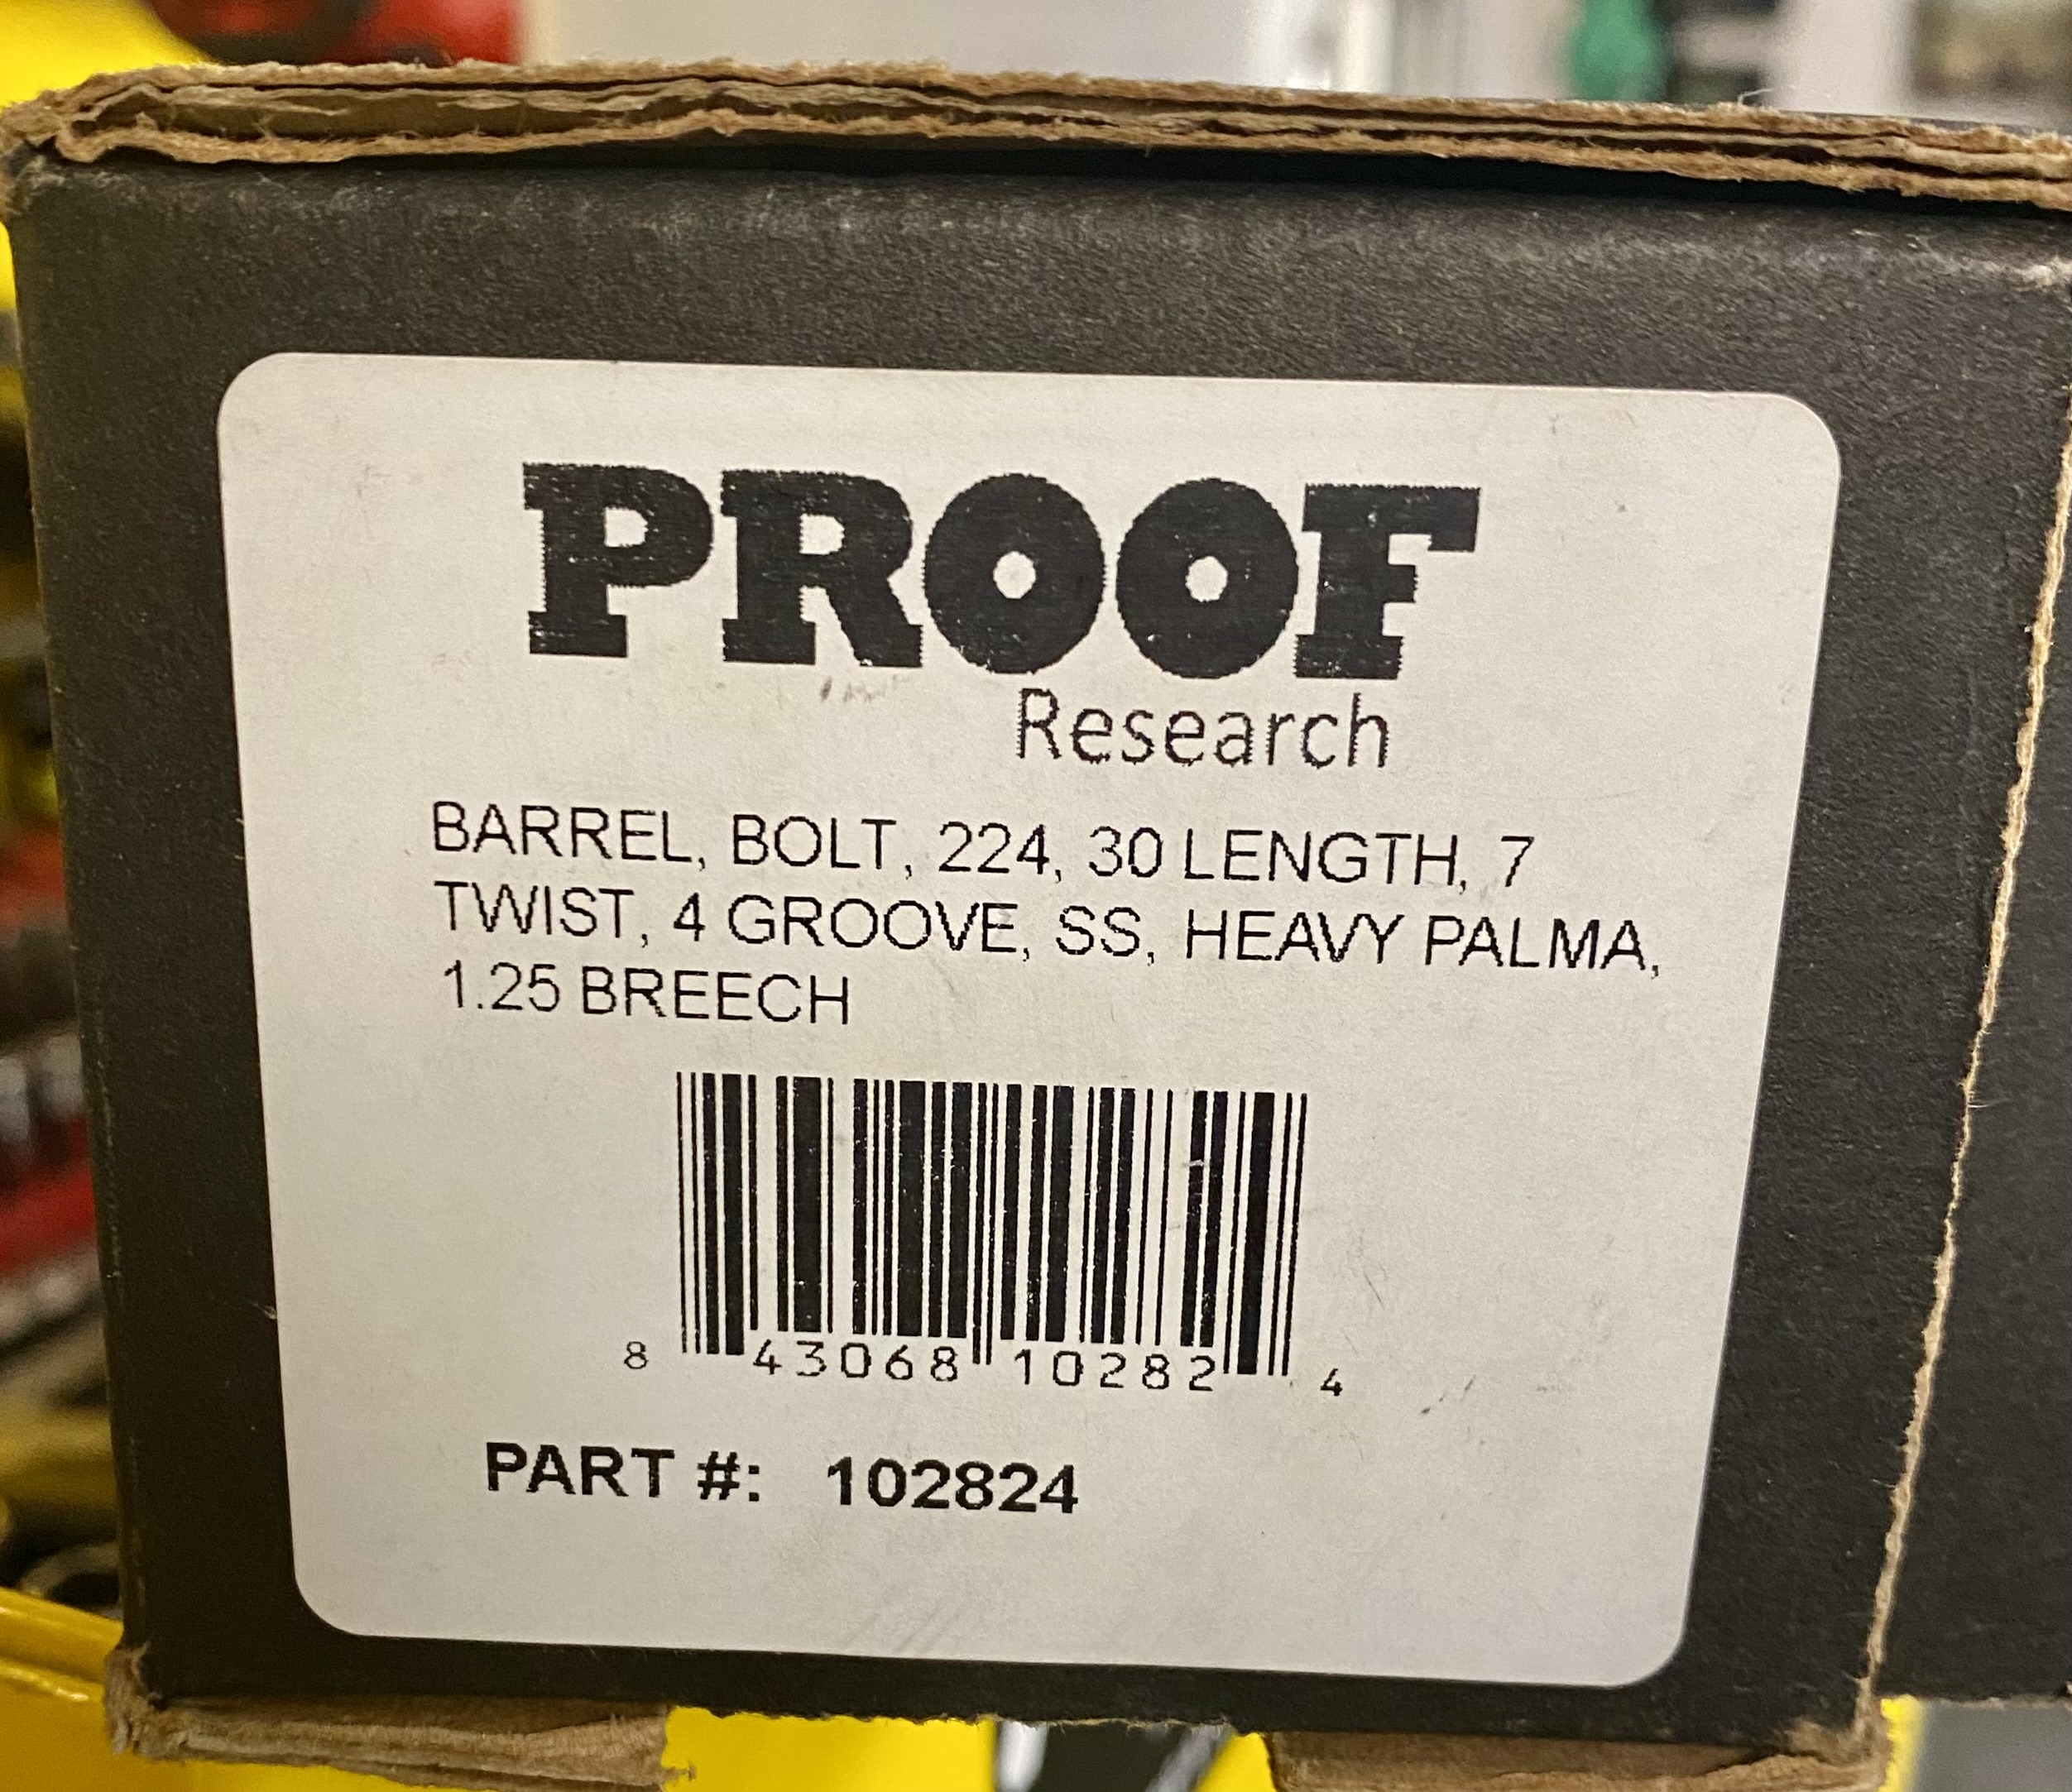 PROOF
Research
BARREL, BOLT, 224, 30 LENGTH, 7
TWIST, 4 GROOVE, SS, HEAVY PALMA,
1.25 BREECH
8 43068 10282 4
PART #: 102824